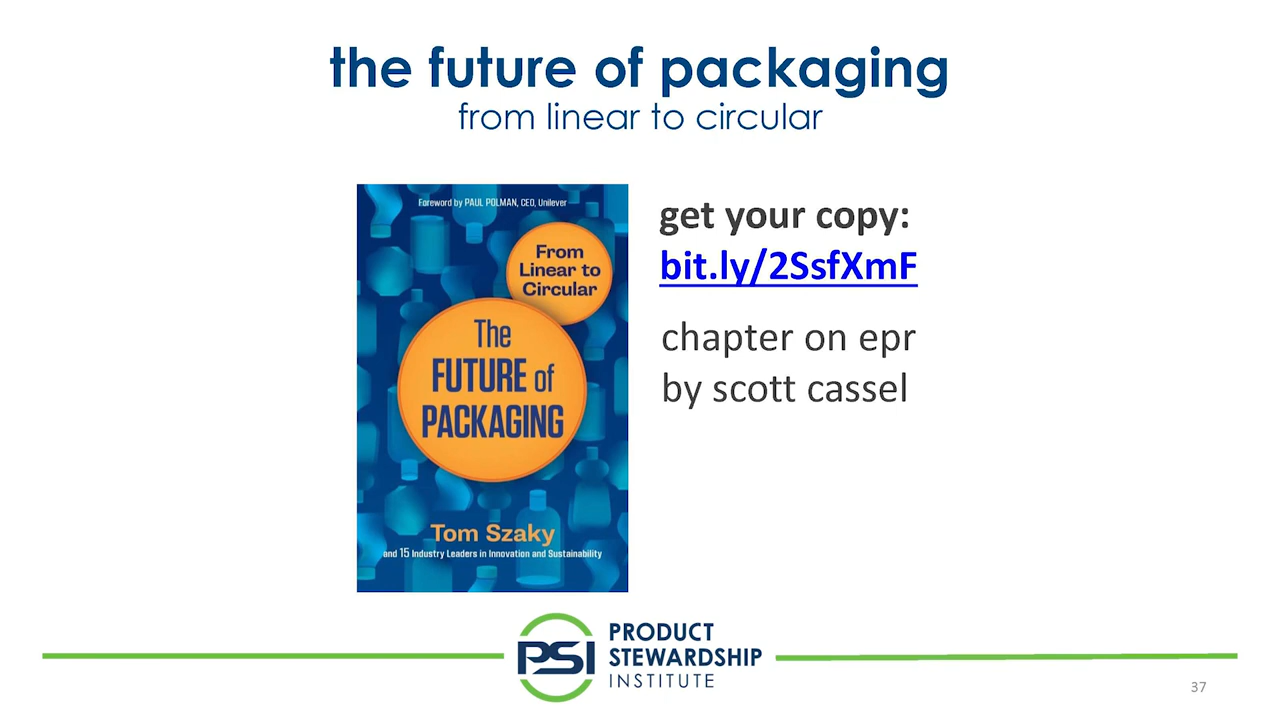 the future of packaging
from linear to circular
Foreword by PAUL POLMAN, CEO, Unilever
From
Linear to
Circular
The
FUTURE of
PACKAGING
Tom Szaky
and 15 Industry Leaders in Innovation and Sustainability
get your copy:
bit.ly/2SsfXmF
chapter on epr
by scott cassel
PSI
PRODUCT
STEWARDSHIP
INSTITUTE
37